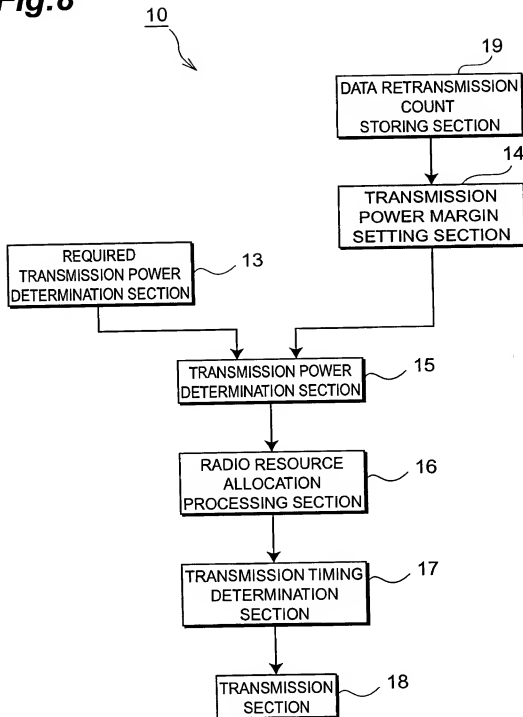 Fig.8
10
19
DATA RETRANSMISSION
COUNT
STORING SECTION
14
TRANSMISSION
POWER MARGIN
SETTING SECTION
REQUIRED
TRANSMISSION POWER
DETERMINATION SECTION
13
TRANSMISSION POWER
DETERMINATION SECTION
15
RADIO RESOURCE
ALLOCATION
PROCESSING SECTION
16
TRANSMISSION TIMING
DETERMINATION
SECTION
17
TRANSMISSION
SECTION
18